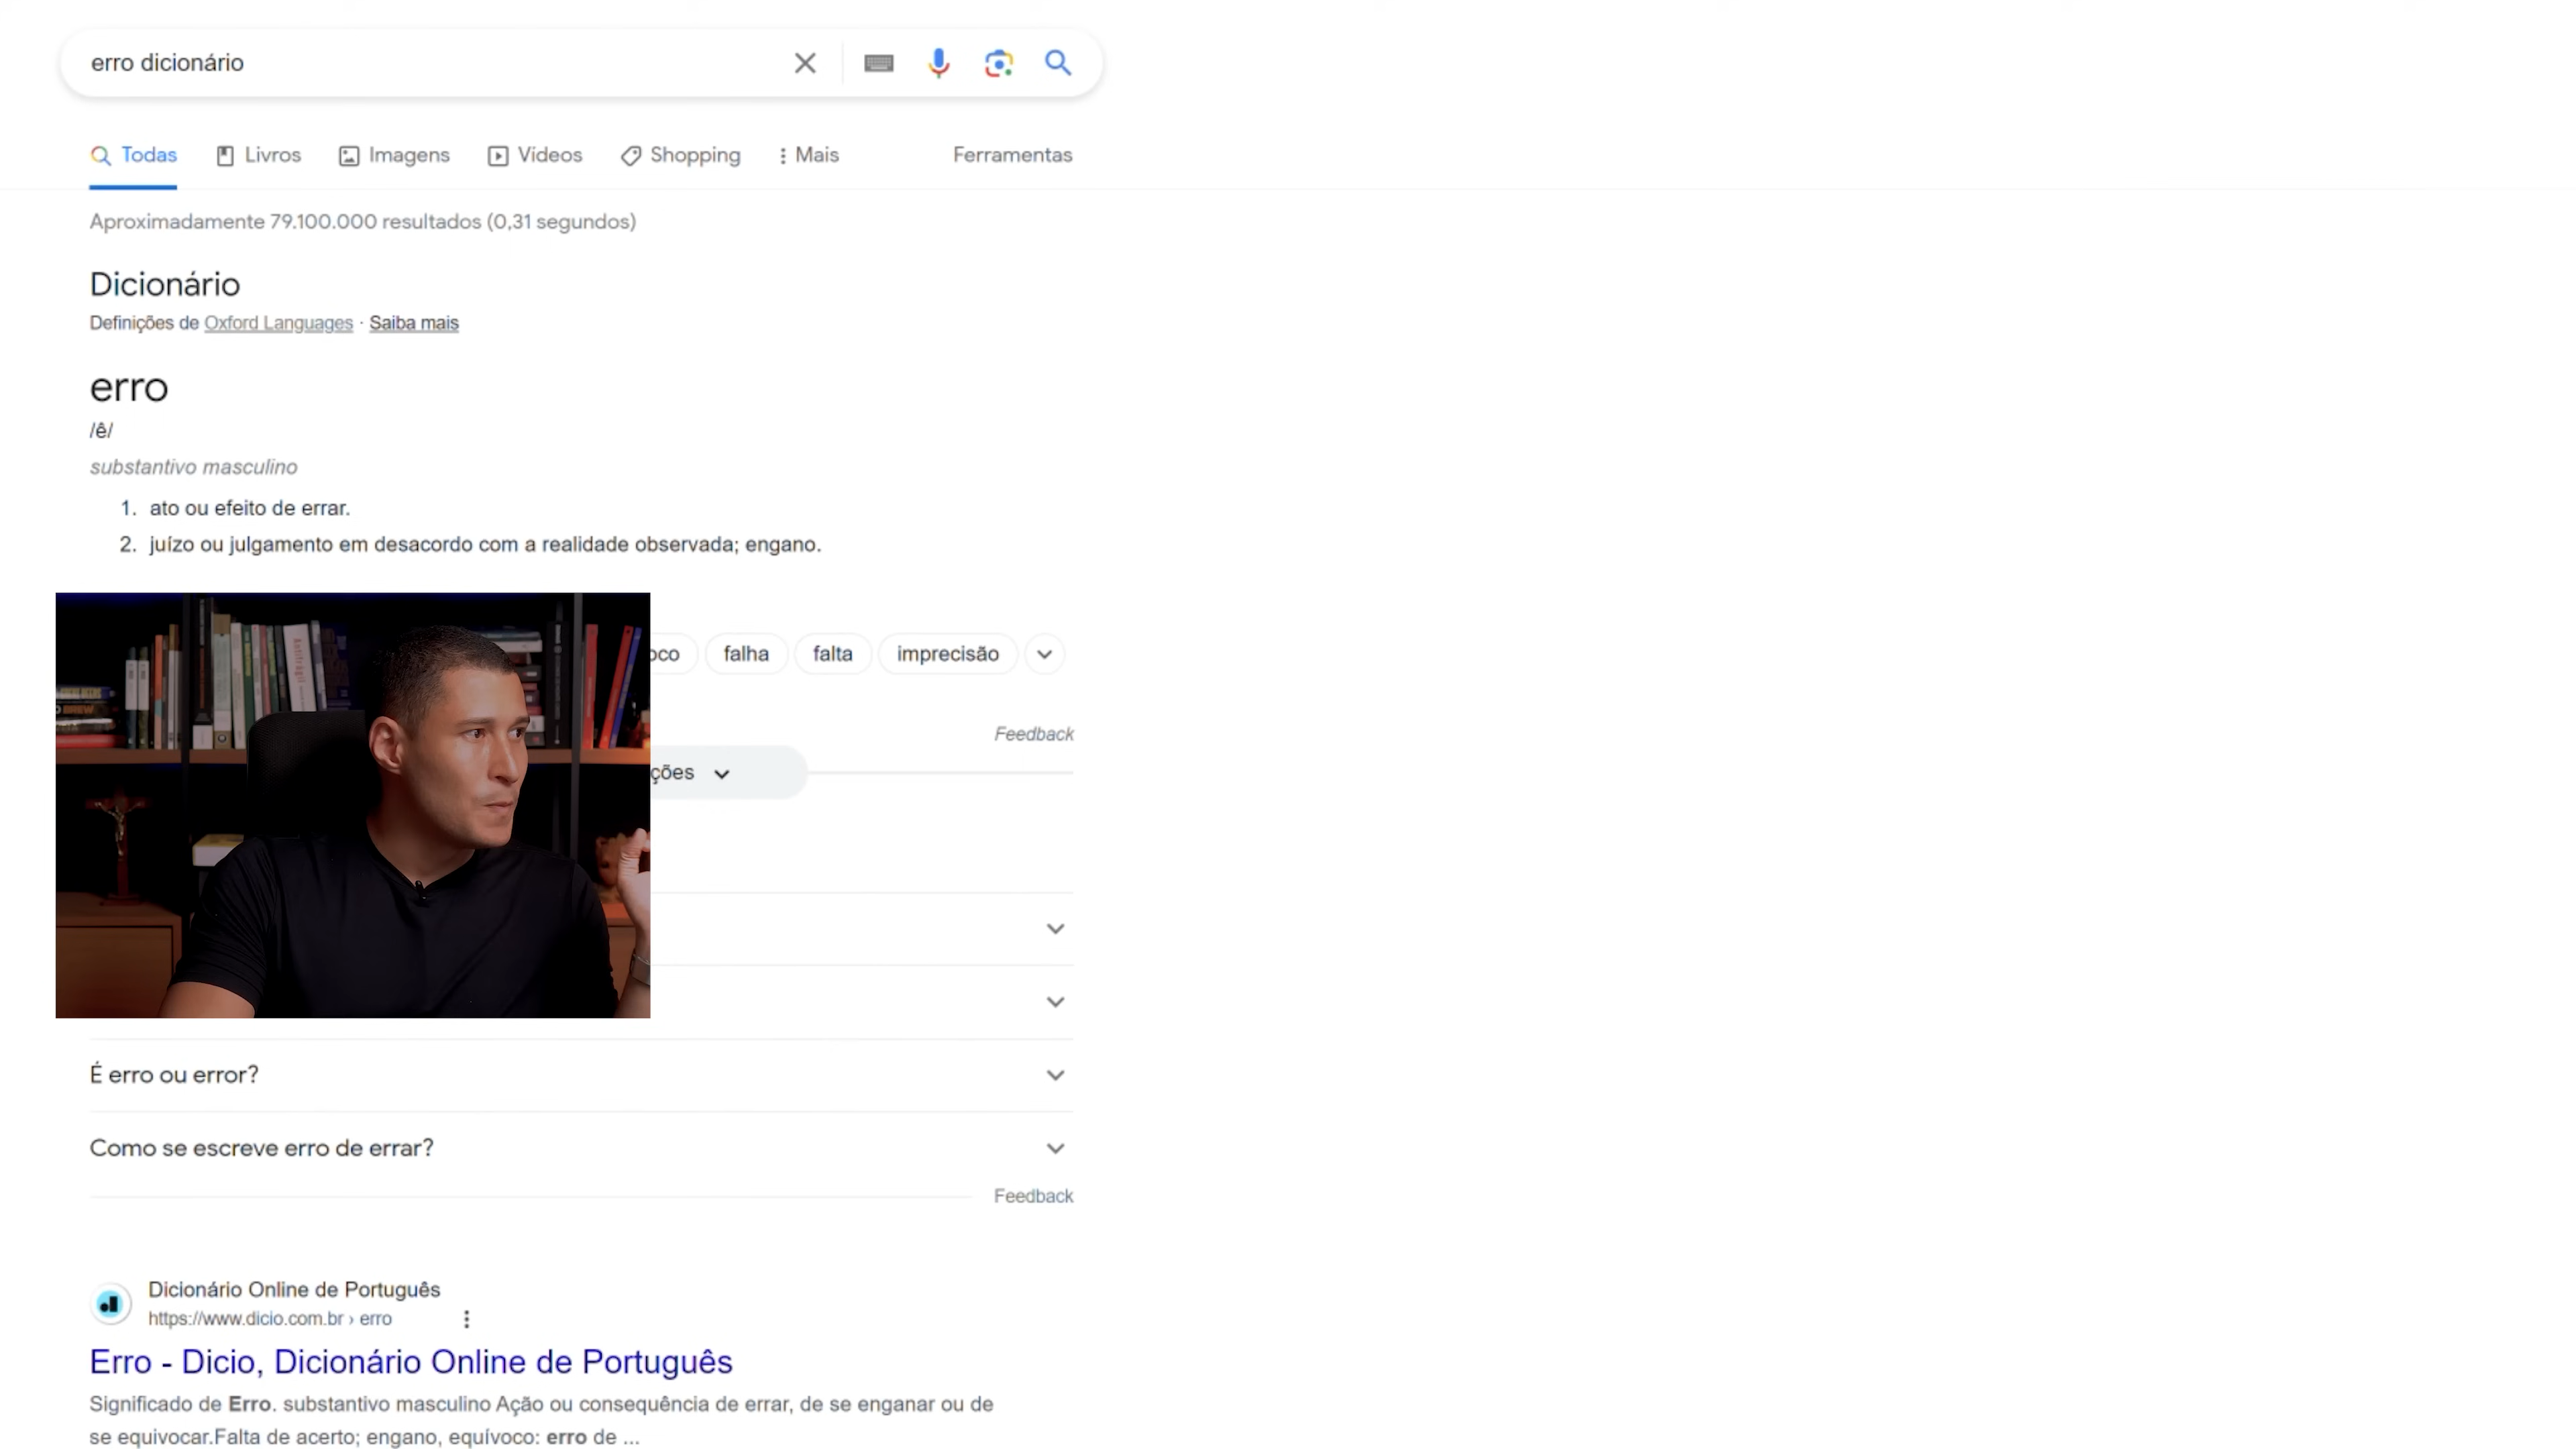 erro dicionário
Todas Livros Imagens Vídeos Shopping Mais Ferramentas
Aproximadamente 79.100.000 resultados (0,31 segundos)
Dicionário
Definições de Oxford Languages · Saiba mais
erro
/ê/
substantivo masculino
1. ato ou efeito de errar.
2. juízo ou julgamento em desacordo com a realidade observada; engano.
oco falha falta imprecisão
Feedback
ções
É erro ou error?
Como se escreve erro de errar?
Feedback
Dicionário Online de Português
https://www.dicio.com.br › erro
Erro - Dicio, Dicionário Online de Português
Significado de Erro. substantivo masculino Ação ou consequência de errar, de se enganar ou de
se equivocar.Falta de acerto; engano, equívoco: erro de ...